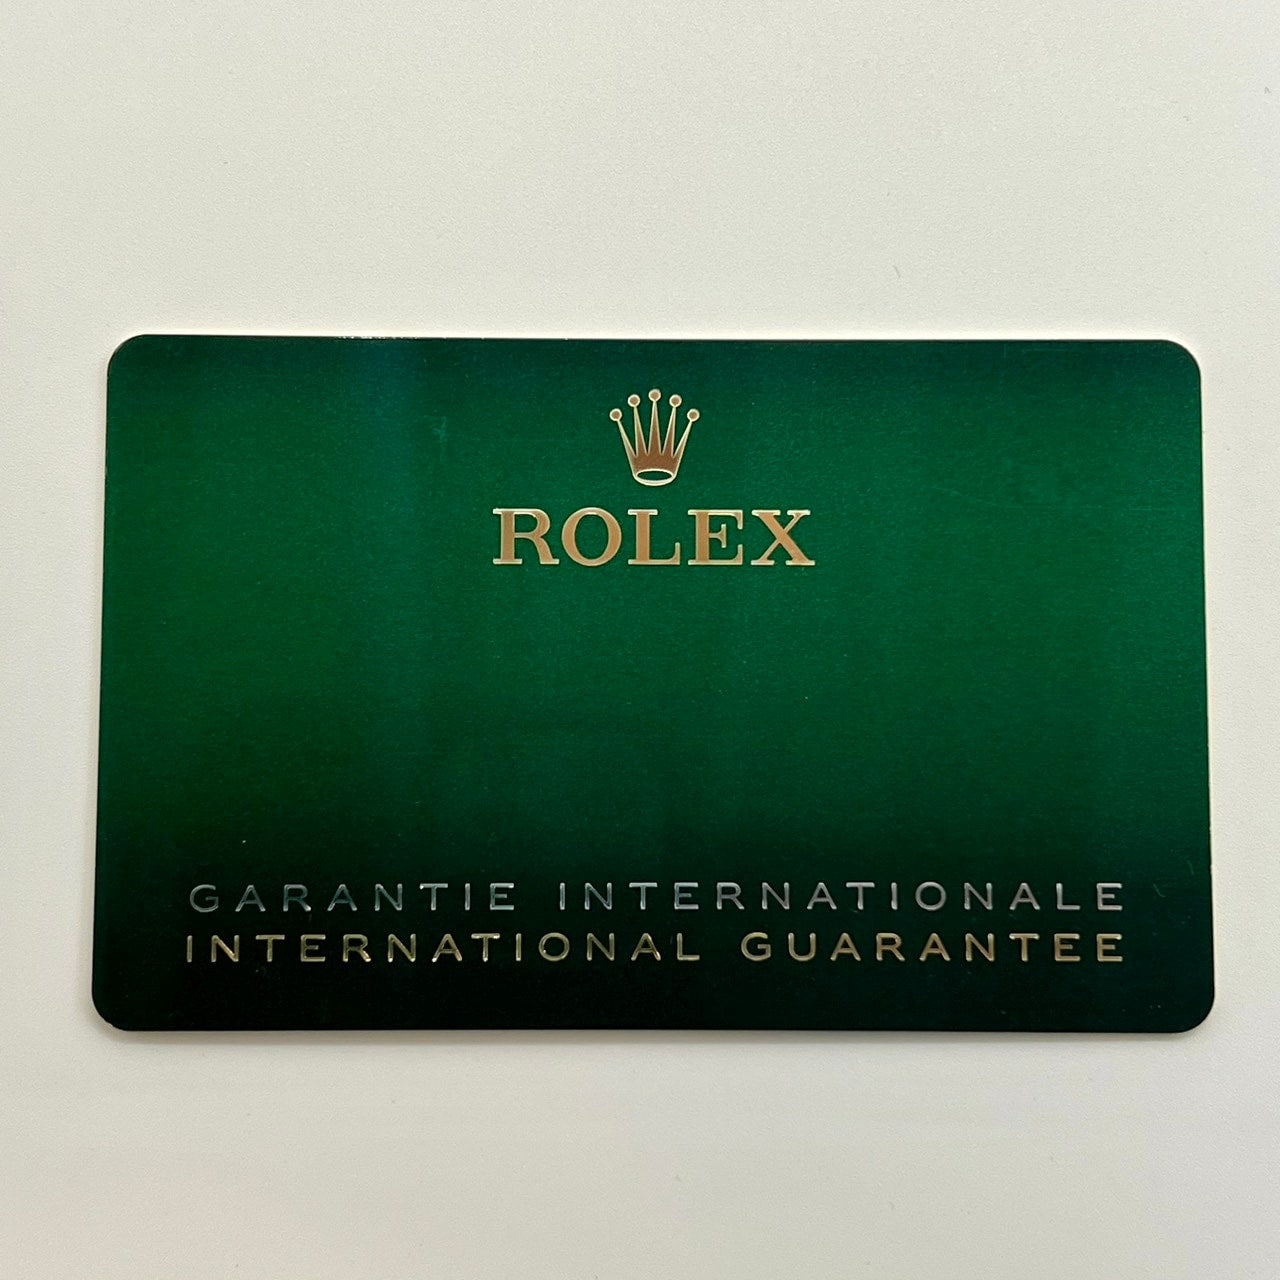 ROLEX
GARANTIE INTERNATIONALE
INTERNATIONAL GUARANTEE